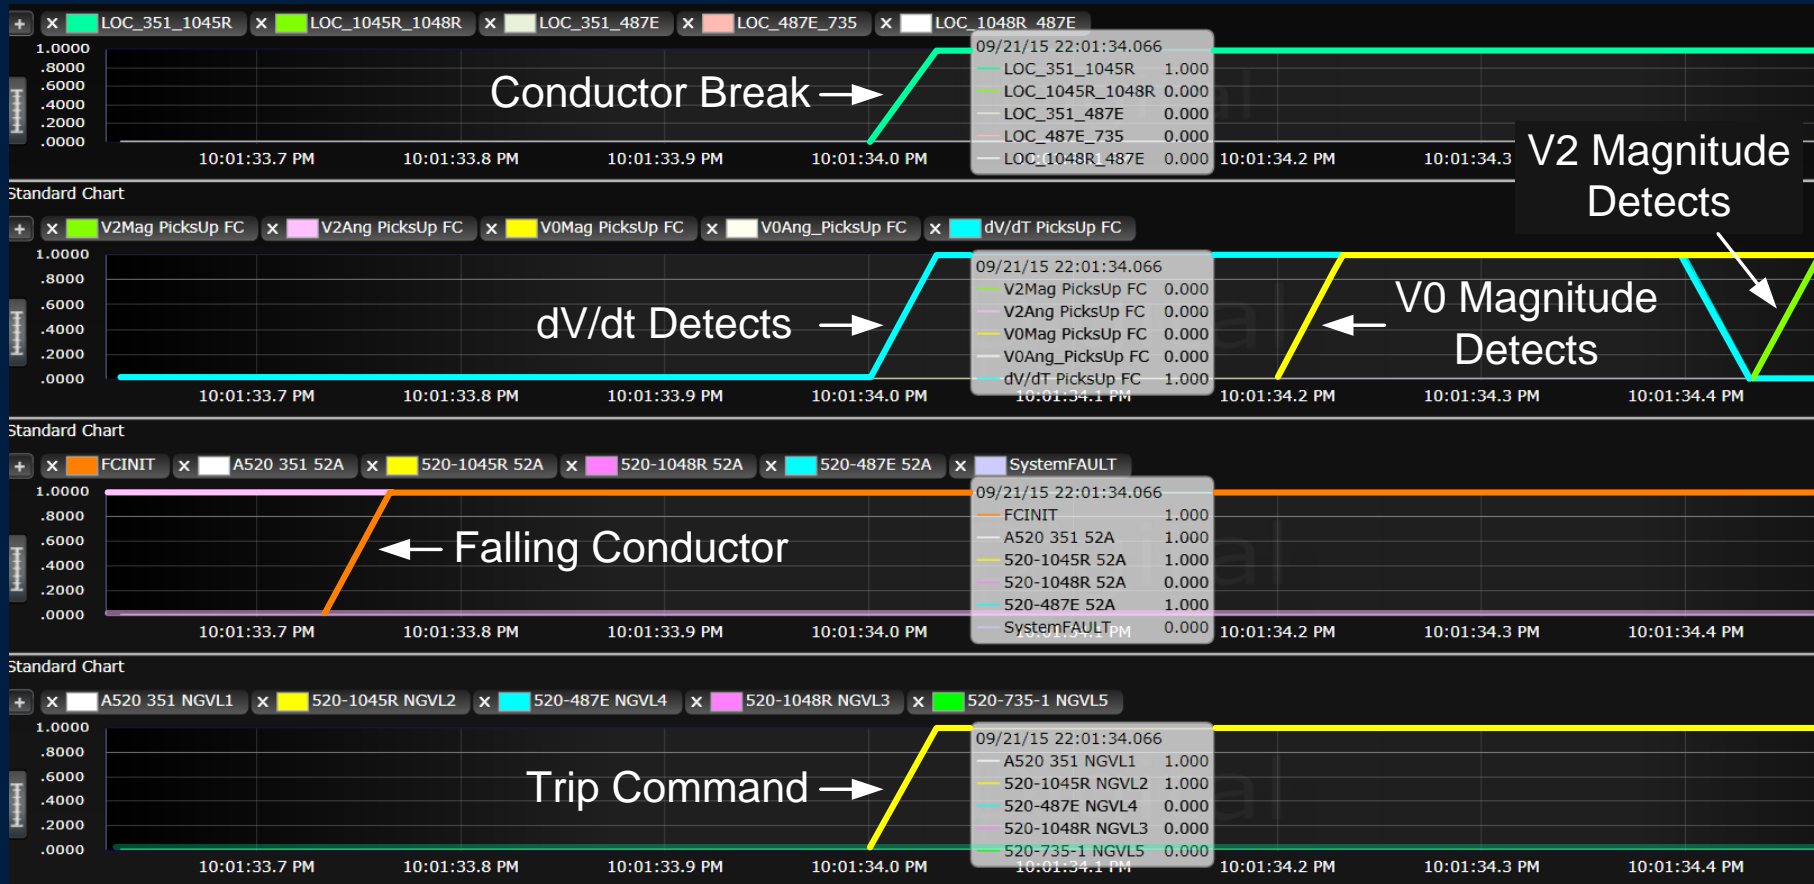 + x LOC_351_1045R x LOC_1045R_1048R x LOC_351_487E x LOC_487E_735 x LOC_1048R_487E
1.0000
.8000
.6000
.4000
.2000
.0000
Conductor Break
09/21/15 22:01:34.066
LOC_351_1045R 1.000
LOC_1045R_1048R 0.000
LOC_351_487E 0.000
LOC_487E_735 0.000
LOC_1048R_487E 0.000
10:01:33.7 PM 10:01:33.8 PM 10:01:33.9 PM 10:01:34.0 PM 10:01:34.2 PM 10:01:34.3
V2 Magnitude
Detects
Standard Chart
+ x V2Mag PicksUp FC x V2Ang PicksUp FC x V0Mag PicksUp FC x V0Ang_PicksUp FC x dV/dT PicksUp FC
1.0000
.8000
.6000
.4000
.2000
.0000
dV/dt Detects
09/21/15 22:01:34.066
V2Mag PicksUp FC 0.000
V2Ang PicksUp FC 0.000
V0Mag PicksUp FC 0.000
V0Ang_PicksUp FC 0.000
dV/dT PicksUp FC 1.000
V0 Magnitude
Detects
10:01:33.7 PM 10:01:33.8 PM 10:01:33.9 PM 10:01:34.0 PM 10:01:34.1 PM 10:01:34.2 PM 10:01:34.3 PM 10:01:34.4 PM
Standard Chart
+ x FCINIT x A520 351 52A x 520-1045R 52A x 520-1048R 52A x 520-487E 52A x SystemFAULT
1.0000
.8000
.6000
.4000
.2000
.0000
Falling Conductor
09/21/15 22:01:34.066
FCINIT 1.000
A520 351 52A 1.000
520-1045R 52A 1.000
520-1048R 52A 0.000
520-487E 52A 1.000
SystemFAULT 0.000
10:01:33.7 PM 10:01:33.8 PM 10:01:33.9 PM 10:01:34.0 PM 10:01:34.2 PM 10:01:34.3 PM 10:01:34.4 PM
Standard Chart
+ x A520 351 NGVL1 x 520-1045R NGVL2 x 520-487E NGVL4 x 520-1048R NGVL3 x 520-735-1 NGVL5
1.0000
.8000
.6000
.4000
.2000
.0000
Trip Command
09/21/15 22:01:34.066
A520 351 NGVL1 1.000
520-1045R NGVL2 1.000
520-487E NGVL4 0.000
520-1048R NGVL3 0.000
520-735-1 NGVL5 0.000
10:01:33.7 PM 10:01:33.8 PM 10:01:33.9 PM 10:01:34.0 PM 10:01:34.1 PM 10:01:34.2 PM 10:01:34.3 PM 10:01:34.4 PM